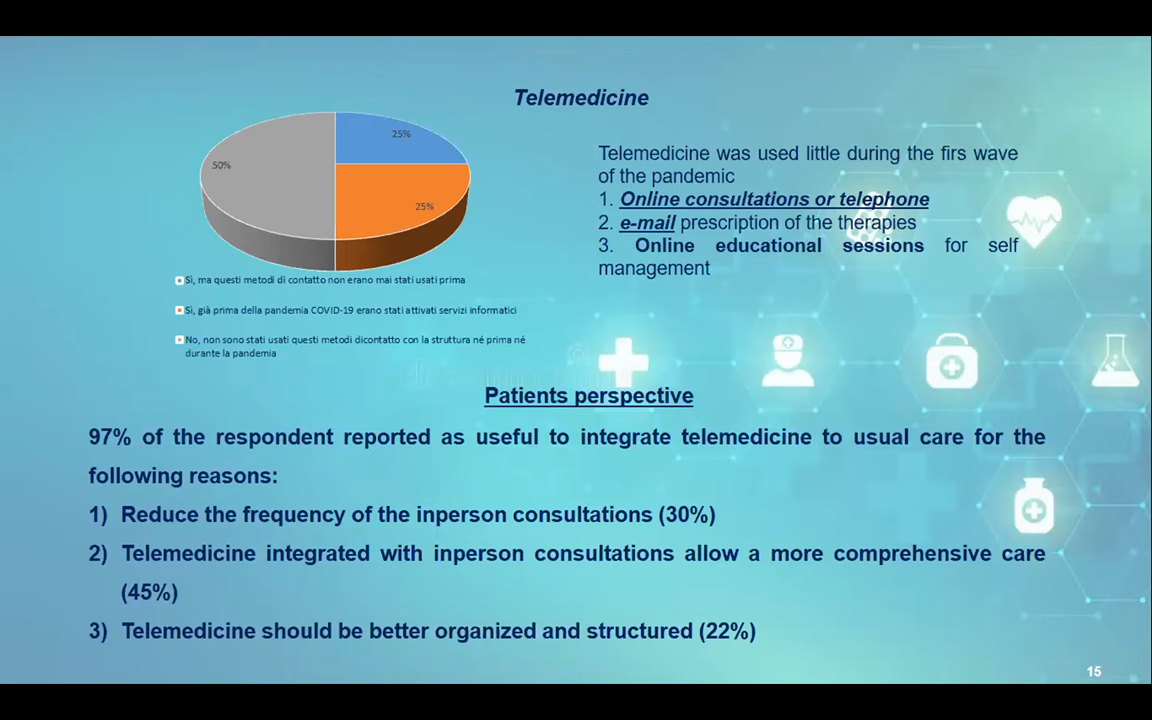 Telemedicine
25%
50%
25%
Sì, ma questi metodi di contatto non erano mai stati usati prima
Sì, già prima della pandemia COVID-19 erano stati attivati servizi informatici
No, non sono stati usati questi metodi dicontatto con la struttura né prima né
durante la pandemia
Telemedicine was used little during the firs wave
of the pandemic
1. Online consultations or telephone
2. e-mail prescription of the therapies
3. Online educational sessions for self
management
Patients perspective
97% of the respondent reported as useful to integrate telemedicine to usual care for the
following reasons:
1) Reduce the frequency of the inperson consultations (30%)
2) Telemedicine integrated with inperson consultations allow a more comprehensive care
(45%)
3) Telemedicine should be better organized and structured (22%)
15